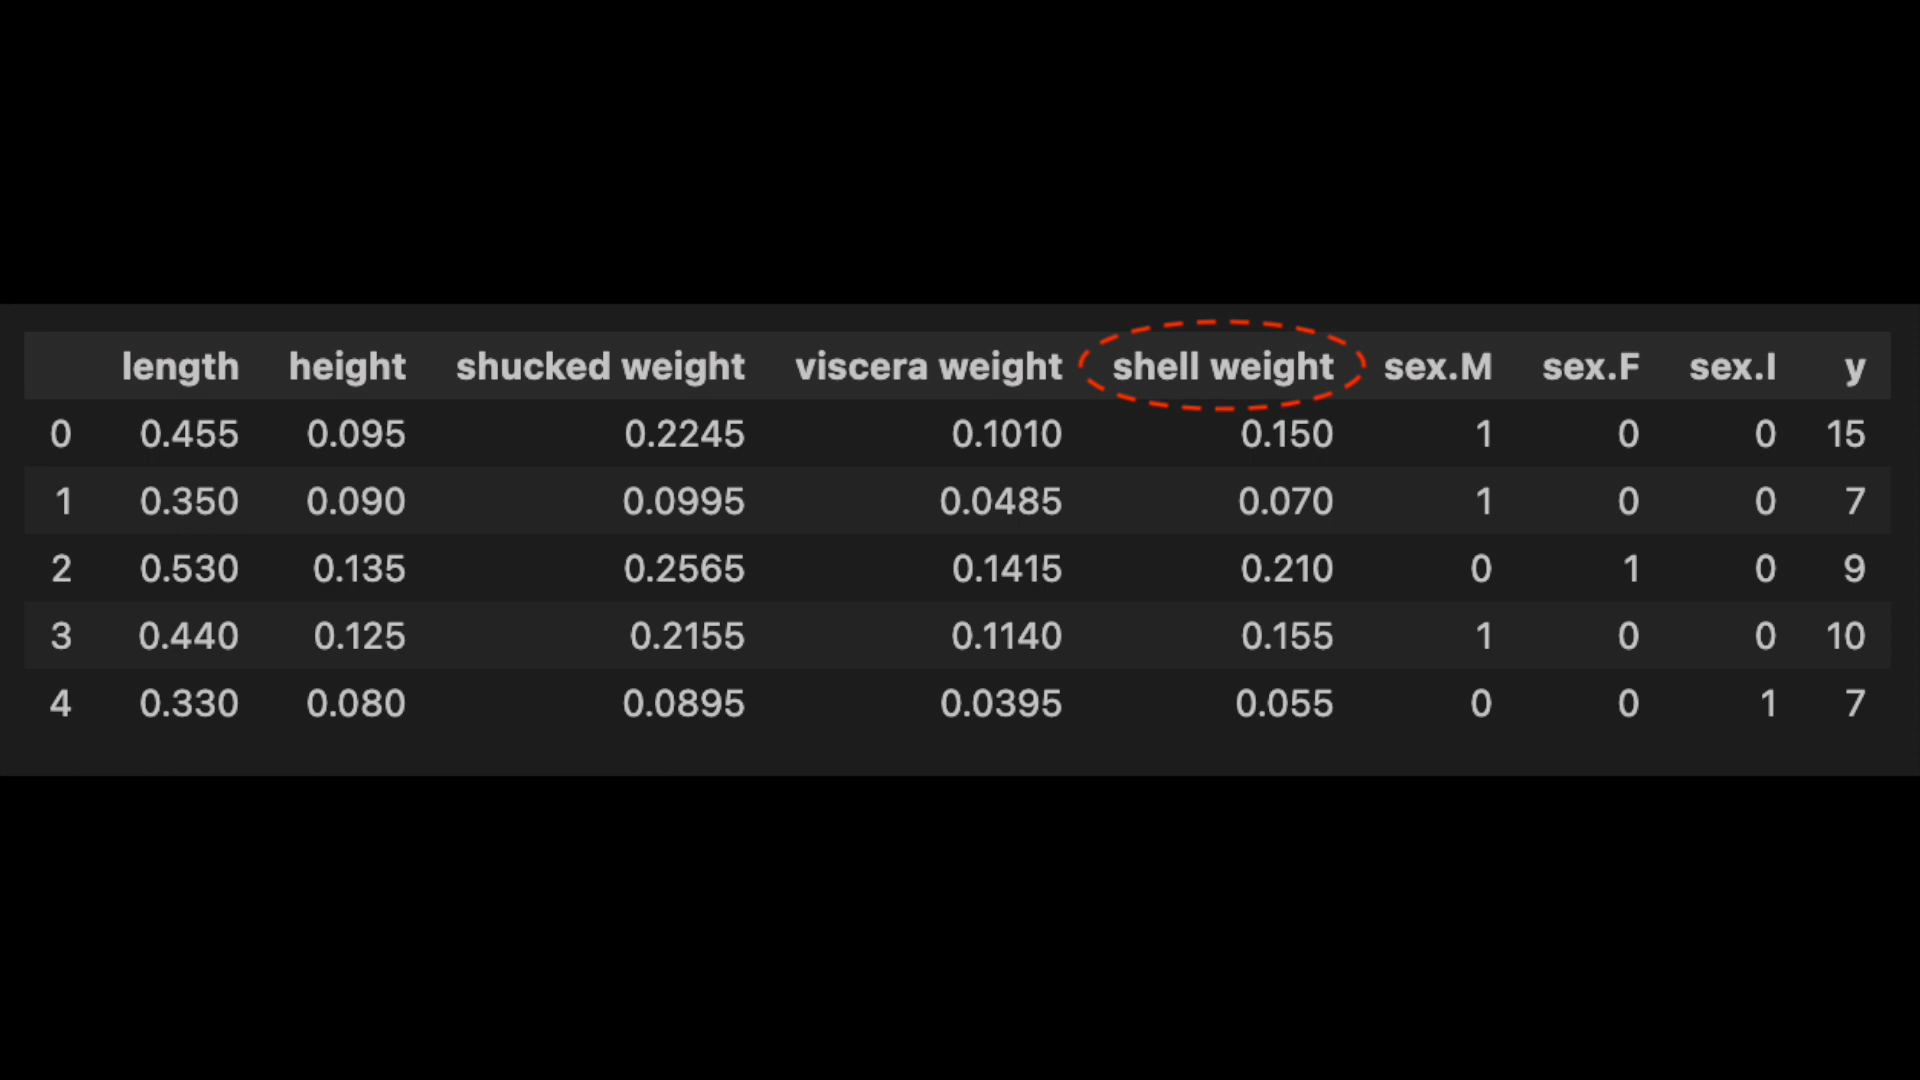 length height shucked weight viscera weight shell weight sex.M sex.F sex.I y
0 0.455 0.095 0.2245 0.1010 0.150 1 0 0 15
1 0.350 0.090 0.0995 0.0485 0.070 1 0 0 7
2 0.530 0.135 0.2565 0.1415 0.210 0 1 0 9
3 0.440 0.125 0.2155 0.1140 0.155 1 0 0 10
4 0.330 0.080 0.0895 0.0395 0.055 0 0 1 7